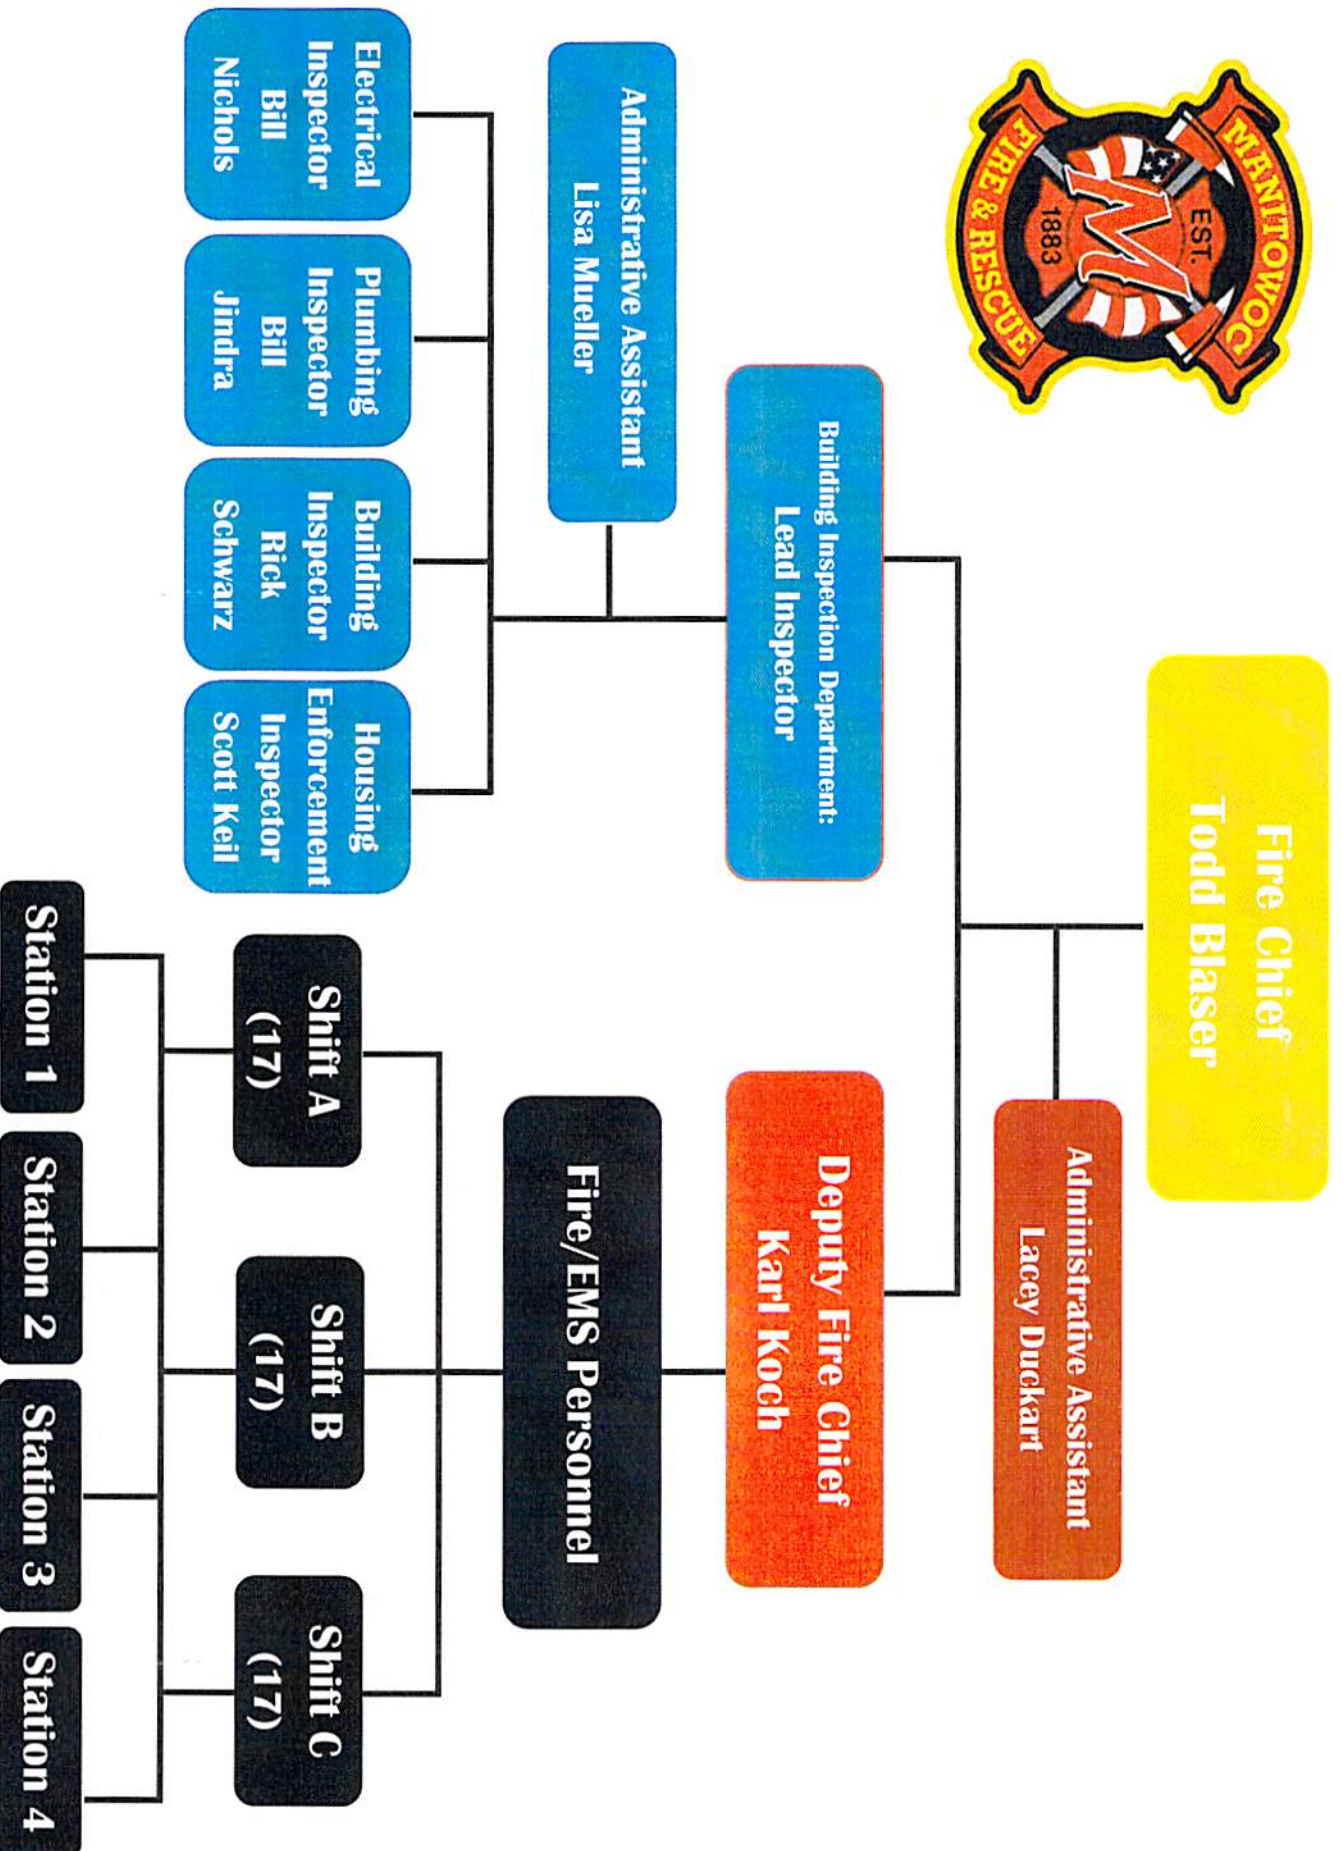 MANITOWOC
EST.
M
1883
FIRE & RESCUE
Fire Chief
Todd Blaser
Administrative Assistant
Lacey Duckart
Building Inspection Department:
Lead Inspector
Deputy Fire Chief
Karl Koch
Administrative Assistant
Lisa Mueller
Fire/EMS Personnel
Electrical
Inspector
Bill
Nichols
Plumbing
Inspector
Bill
Jindra
Building
Inspector
Rick
Schwarz
Housing
Enforcement
Inspector
Scott Keil
Shift A
(17)
Shift B
(17)
Shift C
(17)
Station 1
Station 2
Station 3
Station 4